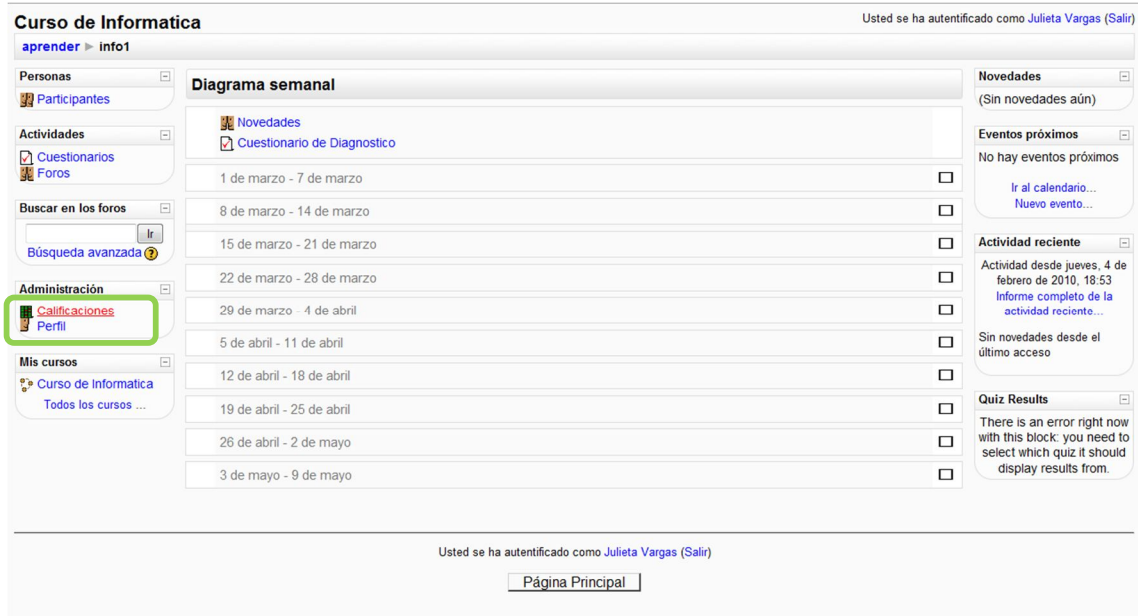 Curso de Informatica
Usted se ha autentificado como Julieta Vargas (Salir)
aprender ► info1
Personas
Participantes
Actividades
Cuestionarios
Foros
Buscar en los foros
Ir
Búsqueda avanzada ?
Administración
Calificaciones
Perfil
Mis cursos
Curso de Informatica
Todos los cursos ...
Diagrama semanal
Novedades
Cuestionario de Diagnostico
1 de marzo - 7 de marzo
8 de marzo - 14 de marzo
15 de marzo - 21 de marzo
22 de marzo - 28 de marzo
29 de marzo - 4 de abril
5 de abril - 11 de abril
12 de abril - 18 de abril
19 de abril - 25 de abril
26 de abril - 2 de mayo
3 de mayo - 9 de mayo
Novedades
(Sin novedades aún)
Eventos próximos
No hay eventos próximos
Ir al calendario...
Nuevo evento...
Actividad reciente
Actividad desde jueves, 4 de
febrero de 2010, 18:53
Informe completo de la
actividad reciente...
Sin novedades desde el
último acceso
Quiz Results
There is an error right now
with this block: you need to
select which quiz it should
display results from.
Usted se ha autentificado como Julieta Vargas (Salir)
Página Principal